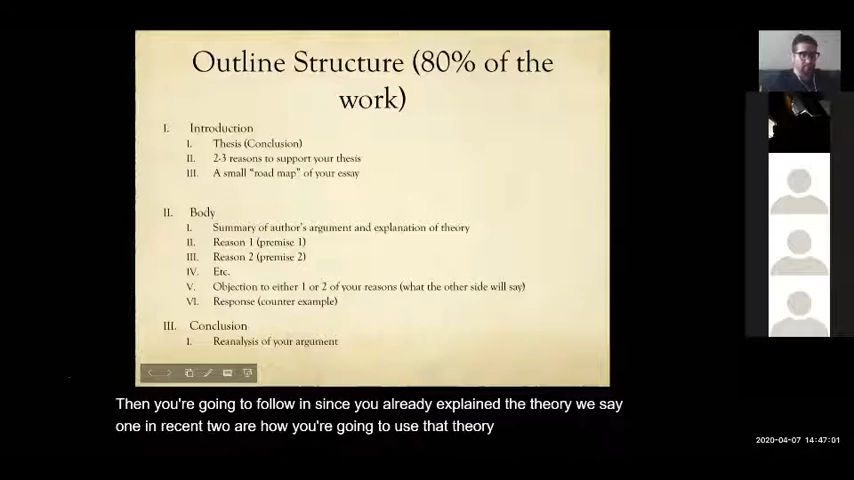 Outline Structure (80% of the
work)
I. Introduction
I. Thesis (Conclusion)
II. 2-3 reasons to support your thesis
III. A small “road map” of your essay
II. Body
I. Summary of author's argument and explanation of theory
II. Reason 1 (premise 1)
III. Reason 2 (premise 2)
IV. Etc.
V. Objection to either 1 or 2 of your reasons (what the other side will say)
VI. Response (counter example)
III. Conclusion
I. Reanalysis of your argument
Then you're going to follow in since you already explained the theory we say
one in recent two are how you're going to use that theory
2020-04-07 14:47:01